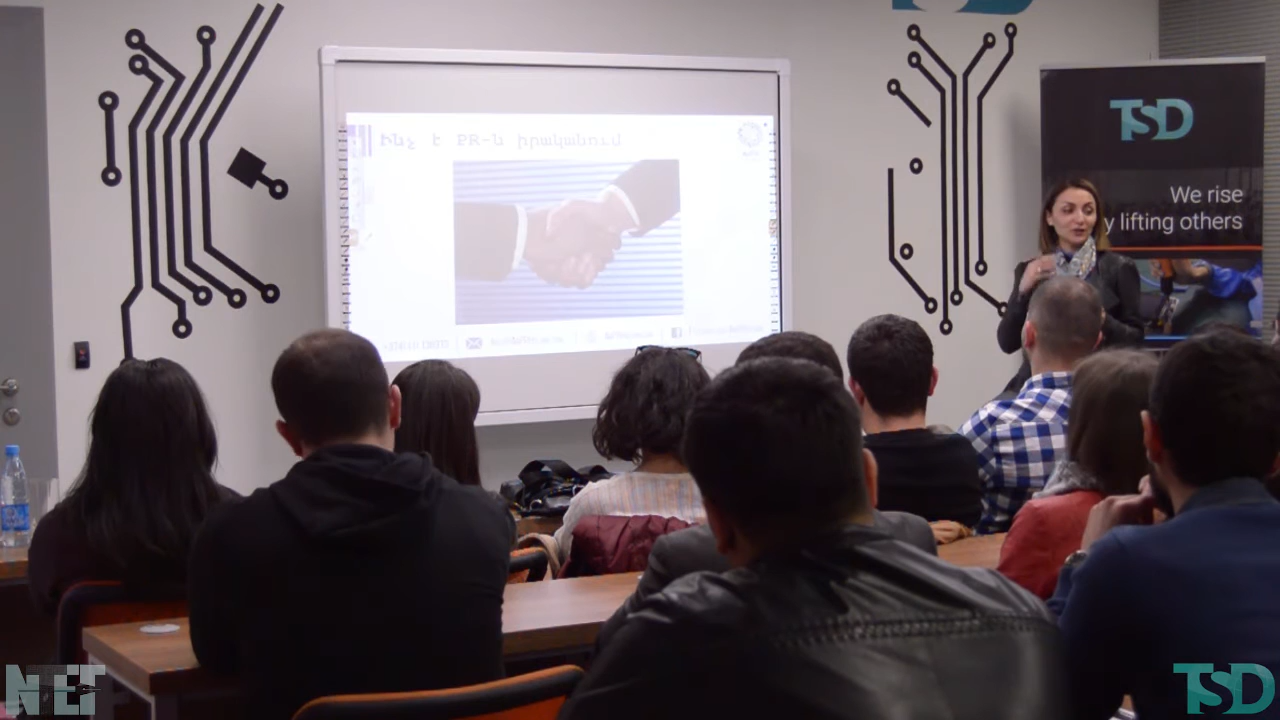 TSD
Ինչ է PR-ն իրականում
We rise
y lifting others
NET
TSD